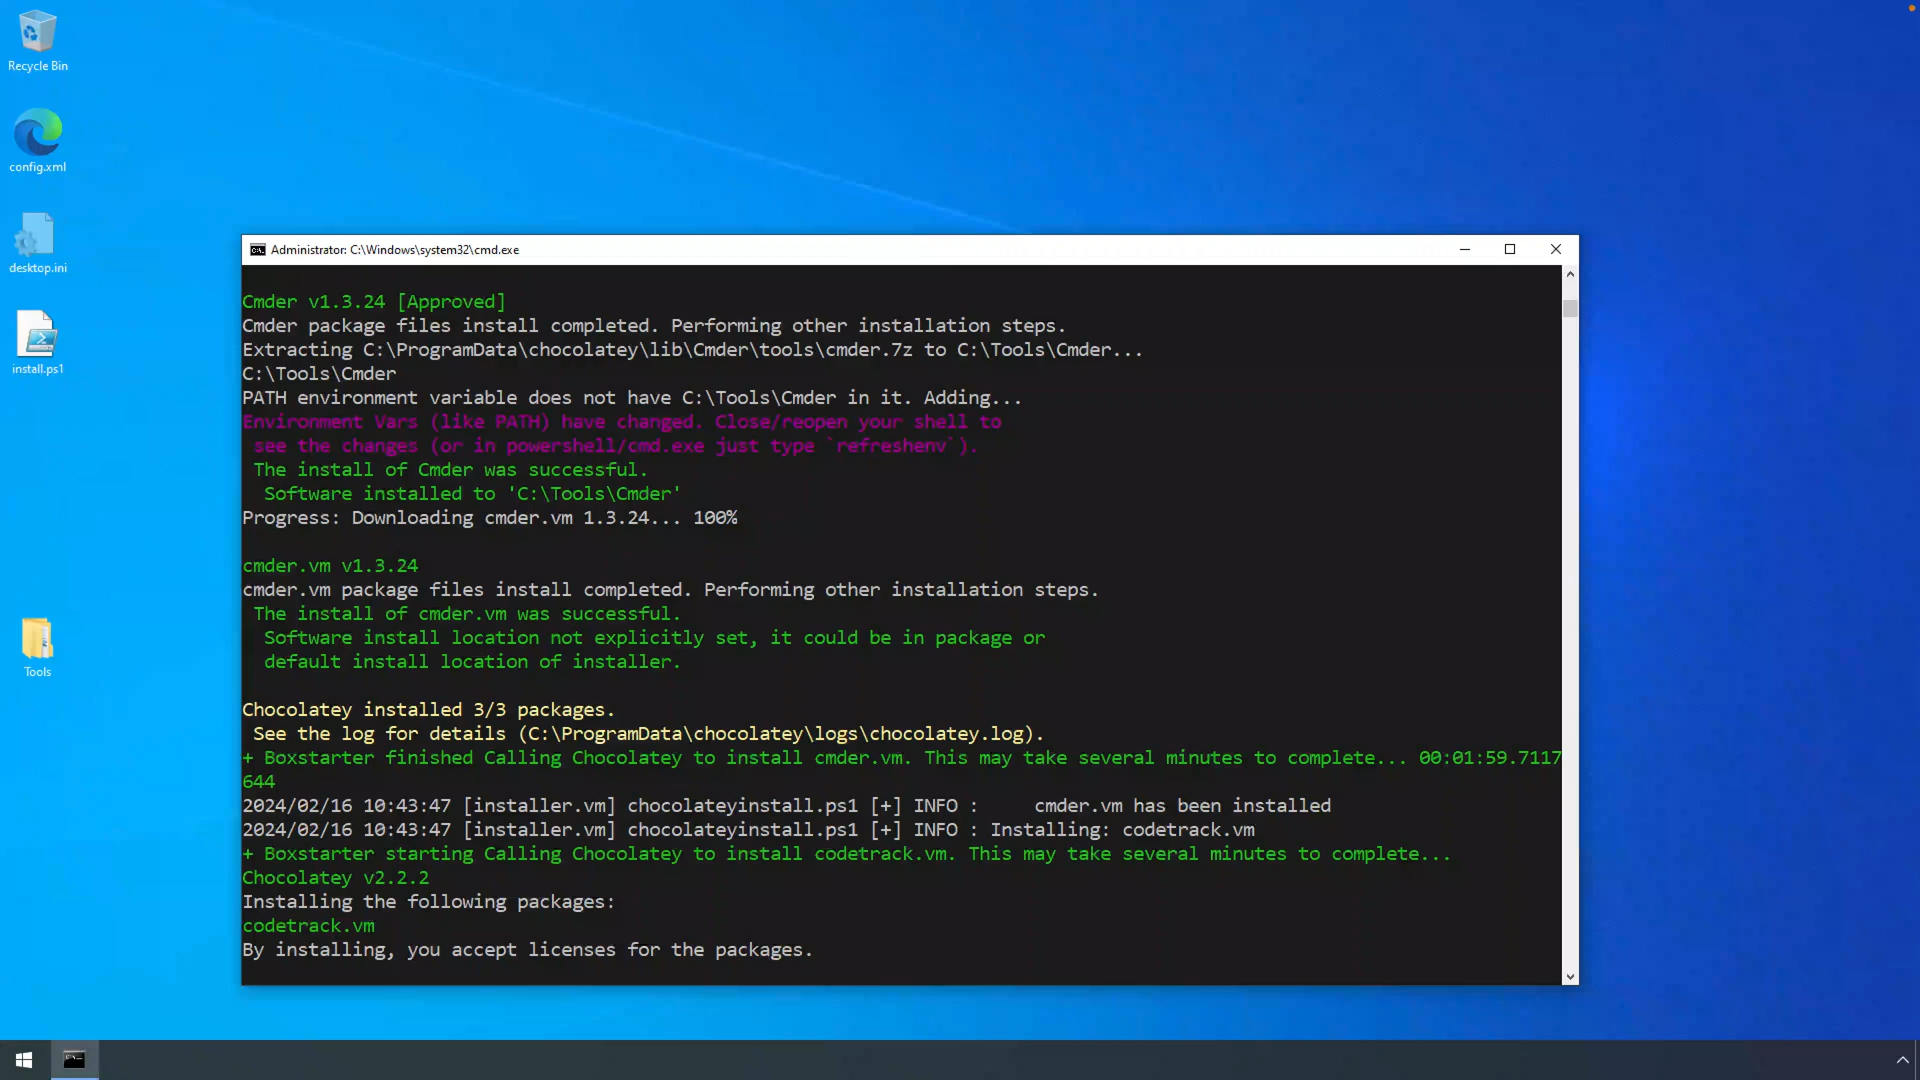 Recycle Bin
config.xml
desktop.ini
install.ps1
Tools
Administrator: C:\Windows\system32\cmd.exe
Cmder v1.3.24 [Approved]
Cmder package files install completed. Performing other installation steps.
Extracting C:\ProgramData\chocolatey\lib\Cmder\tools\cmder.7z to C:\Tools\Cmder...
C:\Tools\Cmder
PATH environment variable does not have C:\Tools\Cmder in it. Adding...
Environment Vars (like PATH) have changed. Close/reopen your shell to
see the changes (or in powershell/cmd.exe just type `refreshenv`).
The install of Cmder was successful.
Software installed to 'C:\Tools\Cmder'
Progress: Downloading cmder.vm 1.3.24... 100%
cmder.vm v1.3.24
cmder.vm package files install completed. Performing other installation steps.
The install of cmder.vm was successful.
Software install location not explicitly set, it could be in package or
default install location of installer.
Chocolatey installed 3/3 packages.
See the log for details (C:\ProgramData\chocolatey\logs\chocolatey.log).
+ Boxstarter finished Calling Chocolatey to install cmder.vm. This may take several minutes to complete... 00:01:59.7117
644
2024/02/16 10:43:47 [installer.vm] chocolateyinstall.ps1 [+] INFO :     cmder.vm has been installed
2024/02/16 10:43:47 [installer.vm] chocolateyinstall.ps1 [+] INFO : Installing: codetrack.vm
+ Boxstarter starting Calling Chocolatey to install codetrack.vm. This may take several minutes to complete...
Chocolatey v2.2.2
Installing the following packages:
codetrack.vm
By installing, you accept licenses for the packages.